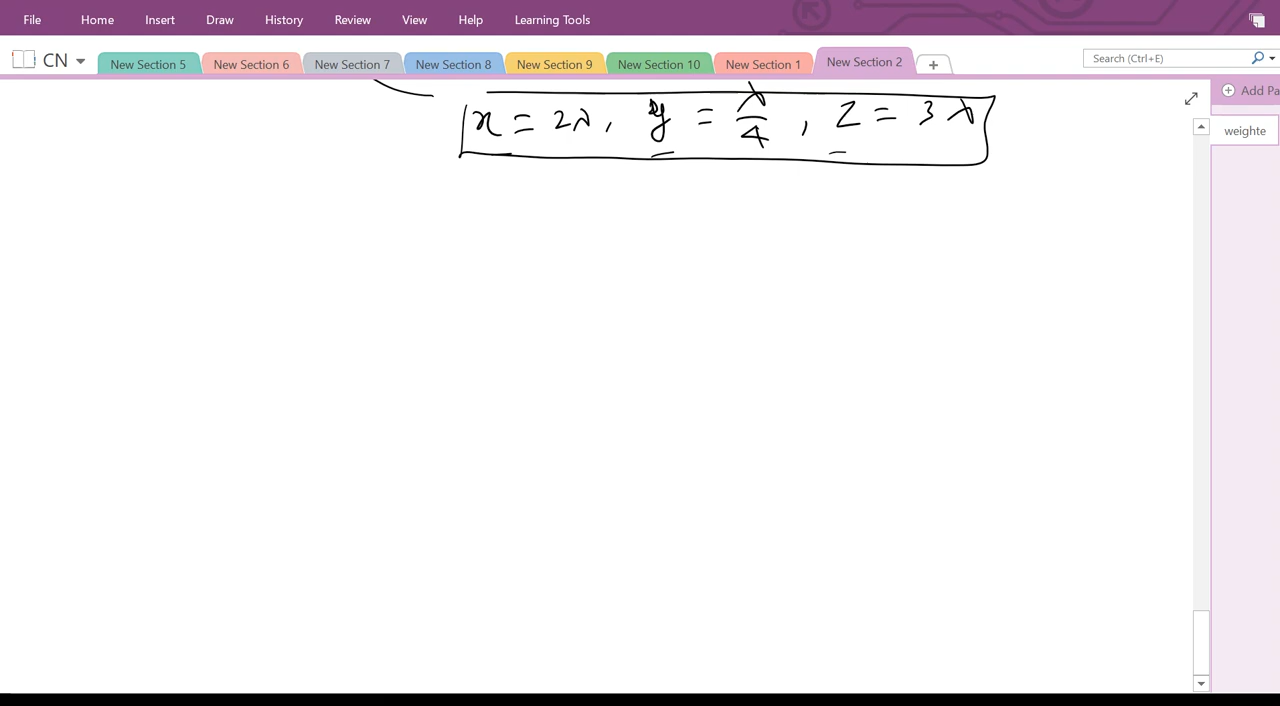 File Home Insert Draw History Review View Help Learning Tools
CN New Section 5 New Section 6 New Section 7 New Section 8 New Section 9 New Section 10 New Section 1 New Section 2 Search (Ctrl+E)
Add Pa
weighte
x = 2λ, y = λ/4, z = 3λ